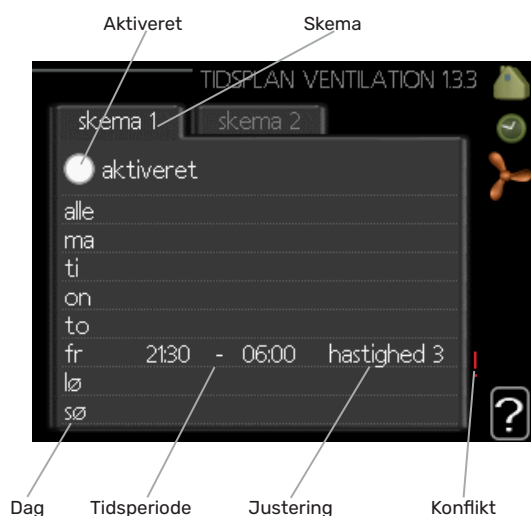 Aktiveret Skema
TIDSPLAN VENTILATION 1.3.3
skema 1 skema 2
aktiveret
alle
ma
ti
on
to
fr 21:30 - 06:00 hastighed 3 !
lø
sø
?
Dag Tidsperiode Justering Konflikt